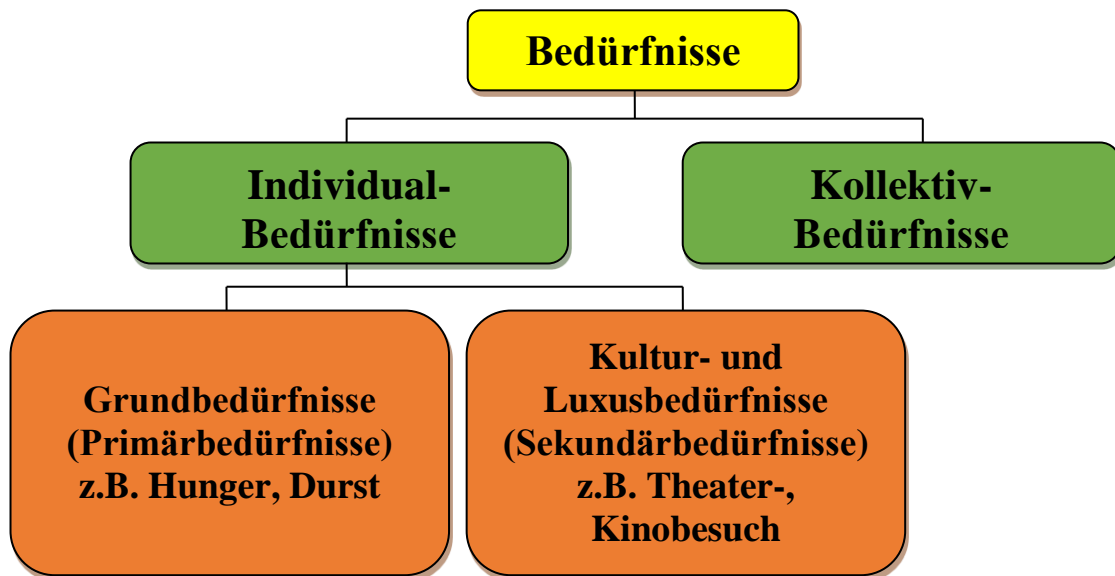 Bedürfnisse
Individual-
Bedürfnisse
Kollektiv-
Bedürfnisse
Grundbedürfnisse
(Primärbedürfnisse)
z.B. Hunger, Durst
Kultur- und
Luxusbedürfnisse
(Sekundärbedürfnisse)
z.B. Theater-,
Kinobesuch